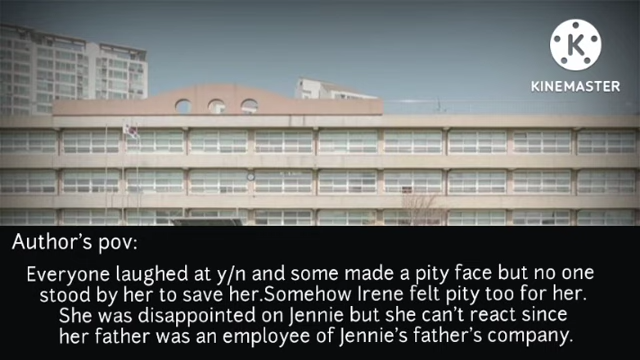 KINEMASTER
Author's pov:
Everyone laughed at y/n and some made a pity face but no one
stood by her to save her.Somehow Irene felt pity too for her.
She was disappointed on Jennie but she can't react since
her father was an employee of Jennie's father's company.